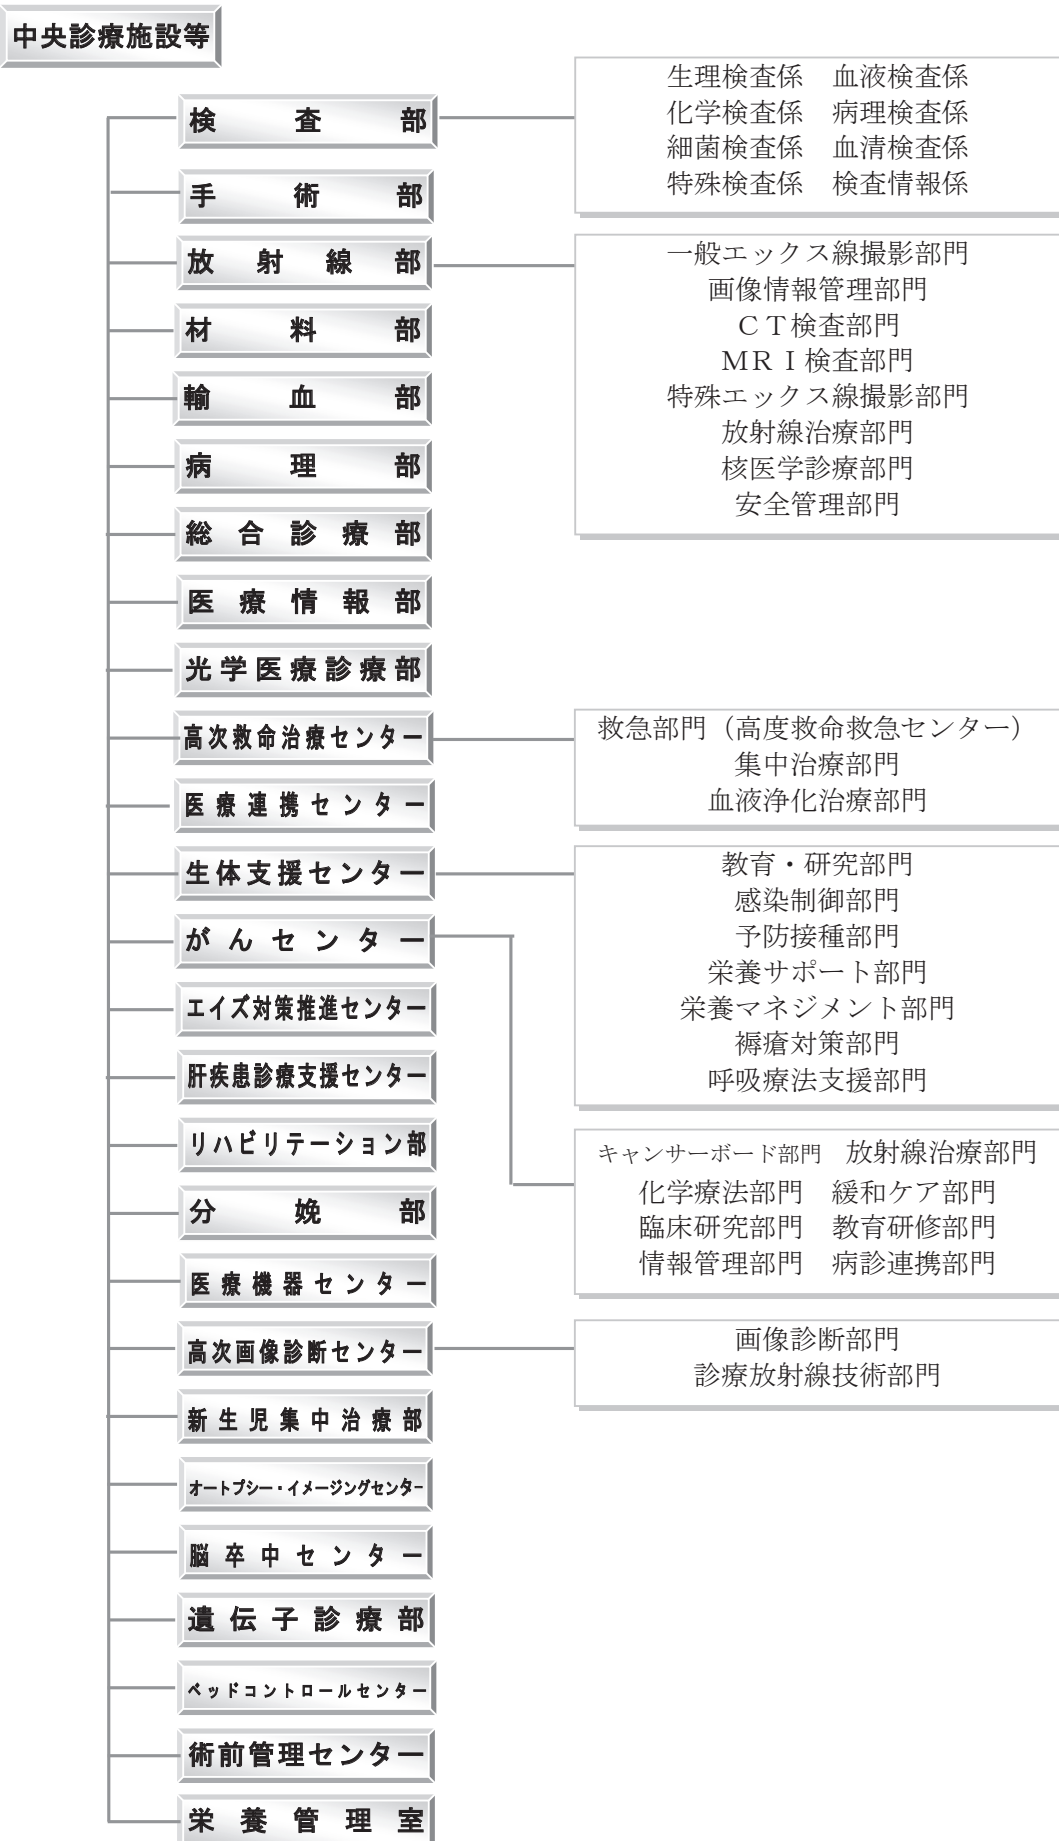 中央診療施設等
検査部
生理検査係　血液検査係
化学検査係　病理検査係
細菌検査係　血清検査係
特殊検査係　検査情報係
手術部
放射線部
一般エックス線撮影部門
画像情報管理部門
ＣＴ検査部門
ＭＲＩ検査部門
特殊エックス線撮影部門
放射線治療部門
核医学診療部門
安全管理部門
材料部
輸血部
病理部
総合診療部
医療情報部
光学医療診療部
高次救命治療センター
救急部門（高度救命救急センター）
集中治療部門
血液浄化治療部門
医療連携センター
生体支援センター
教育・研究部門
感染制御部門
予防接種部門
栄養サポート部門
栄養マネジメント部門
褥瘡対策部門
呼吸療法支援部門
がんセンター
キャンサーボード部門　放射線治療部門
化学療法部門　緩和ケア部門
臨床研究部門　教育研修部門
情報管理部門　病診連携部門
エイズ対策推進センター
肝疾患診療支援センター
リハビリテーション部
分娩部
医療機器センター
高次画像診断センター
画像診断部門
診療放射線技術部門
新生児集中治療部
オートプシー・イメージングセンター
脳卒中センター
遺伝子診療部
ベッドコントロールセンター
術前管理センター
栄養管理室